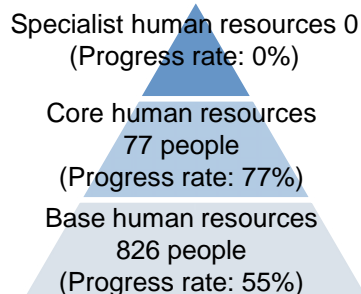 Specialist human resources 0
(Progress rate: 0%)
Core human resources
77 people
(Progress rate: 77%)
Base human resources
826 people
(Progress rate: 55%)